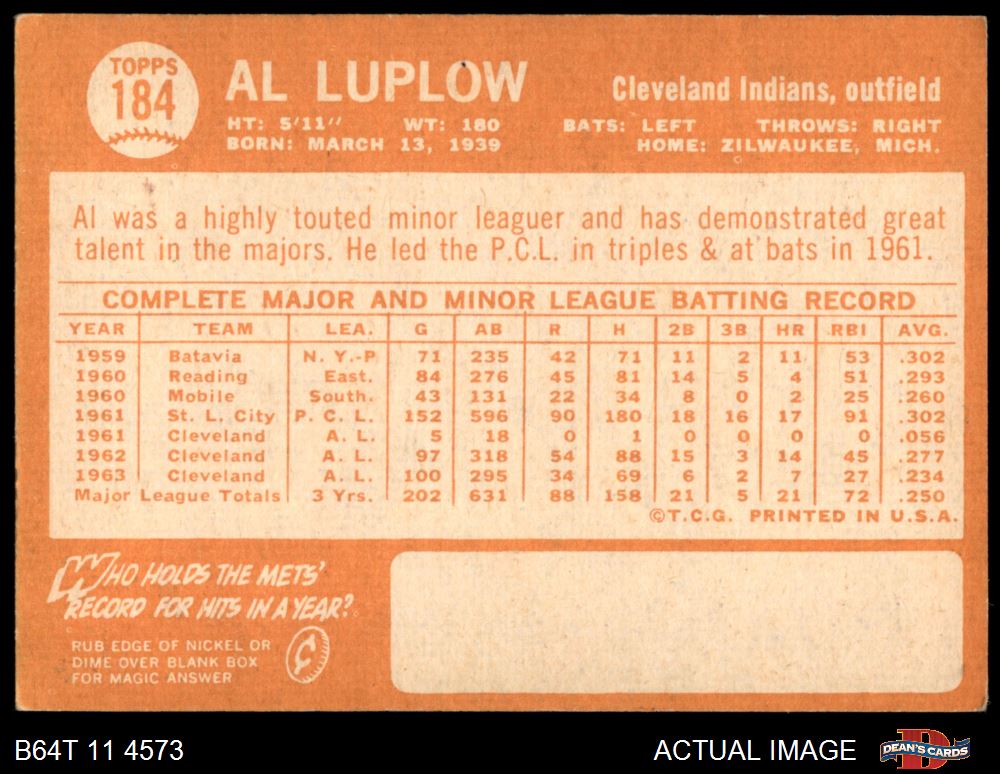 TOPPS
184
AL LUPLOW
Cleveland Indians, outfield
HT: 5'11" WT: 180 BATS: LEFT THROWS: RIGHT
BORN: MARCH 13, 1939 HOME: ZILWAUKEE, MICH.
Al was a highly touted minor leaguer and has demonstrated great
talent in the majors. He led the P.C.L. in triples & at bats in 1961.
COMPLETE MAJOR AND MINOR LEAGUE BATTING RECORD
YEAR TEAM LEA. G AB R H 2B 3B HR RBI AVG.
1959 Batavia N. Y.-P 71 235 42 71 11 2 11 53 .302
1960 Reading East. 84 276 45 81 14 5 4 51 .293
1960 Mobile South. 43 131 22 34 8 0 2 25 .260
1961 St. L. City P. C. L. 152 596 90 180 18 16 17 91 .302
1961 Cleveland A. L. 5 18 0 1 0 0 0 0 .056
1962 Cleveland A. L. 97 318 54 88 15 3 14 45 .277
1963 Cleveland A. L. 100 295 34 69 6 2 7 27 .234
Major League Totals 3 Yrs. 202 631 88 158 21 5 21 72 .250
©T.C.G. PRINTED IN U.S.A.
WHO HOLDS THE METS'
RECORD FOR HITS IN A YEAR?
RUB EDGE OF NICKEL OR
DIME OVER BLANK BOX
FOR MAGIC ANSWER
¢
B64T 11 4573
ACTUAL IMAGE
DEAN'S CARDS